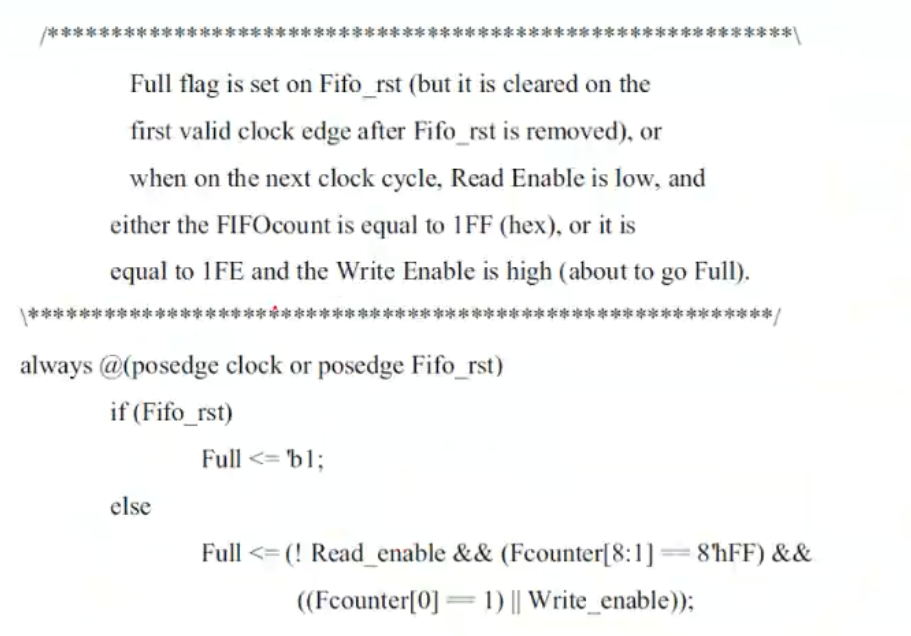 /*************************************************************\
Full flag is set on Fifo_rst (but it is cleared on the
first valid clock edge after Fifo_rst is removed), or
when on the next clock cycle, Read Enable is low, and
either the FIFOcount is equal to 1FF (hex), or it is
equal to 1FE and the Write Enable is high (about to go Full).
\*************************************************************/
always @(posedge clock or posedge Fifo_rst)
if (Fifo_rst)
Full <= 'b1;
else
Full <= (! Read_enable && (Fcounter[8:1] == 8'hFF) &&
((Fcounter[0] == 1) || Write_enable));